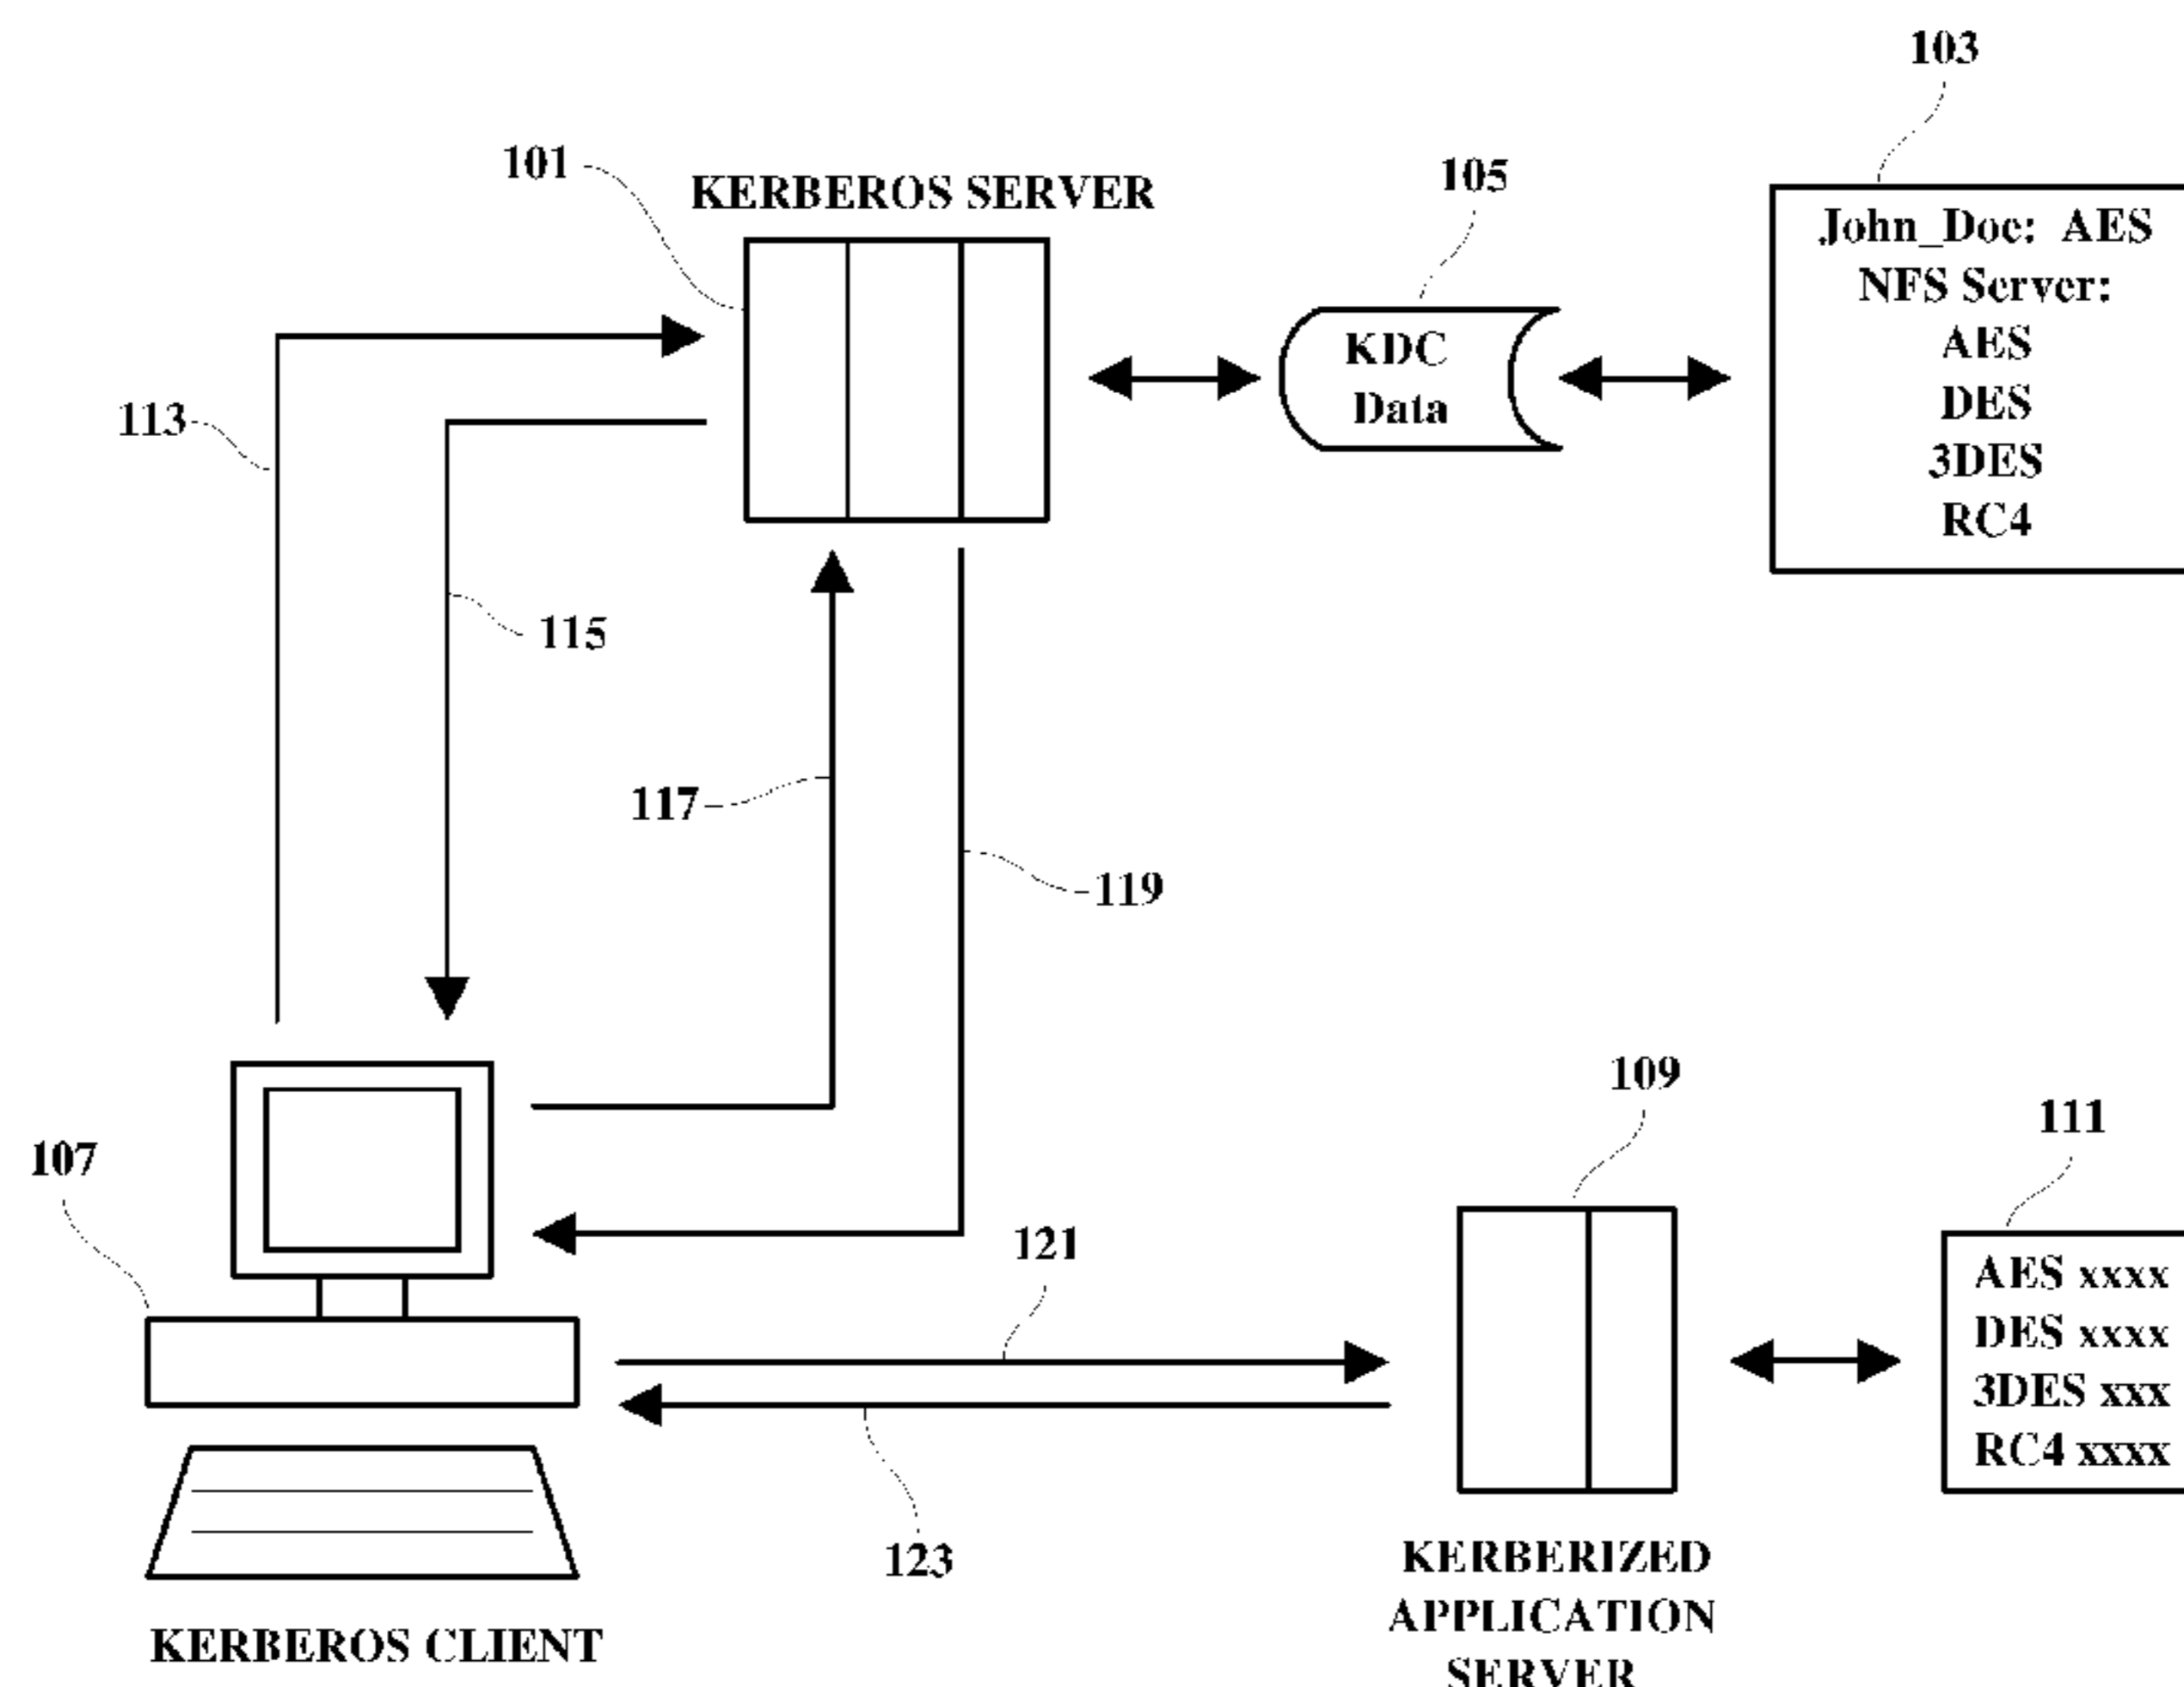 103
101
KERBEROS SERVER
105
John_Doe: AES
NFS Server:
AES
DES
3DES
RC4
KDC
Data
113
115
117
119
107
109
111
121
AES xxxx
DES xxxx
3DES xxx
RC4 xxxx
123
KERBERIZED
APPLICATION
SERVER
KERBEROS CLIENT